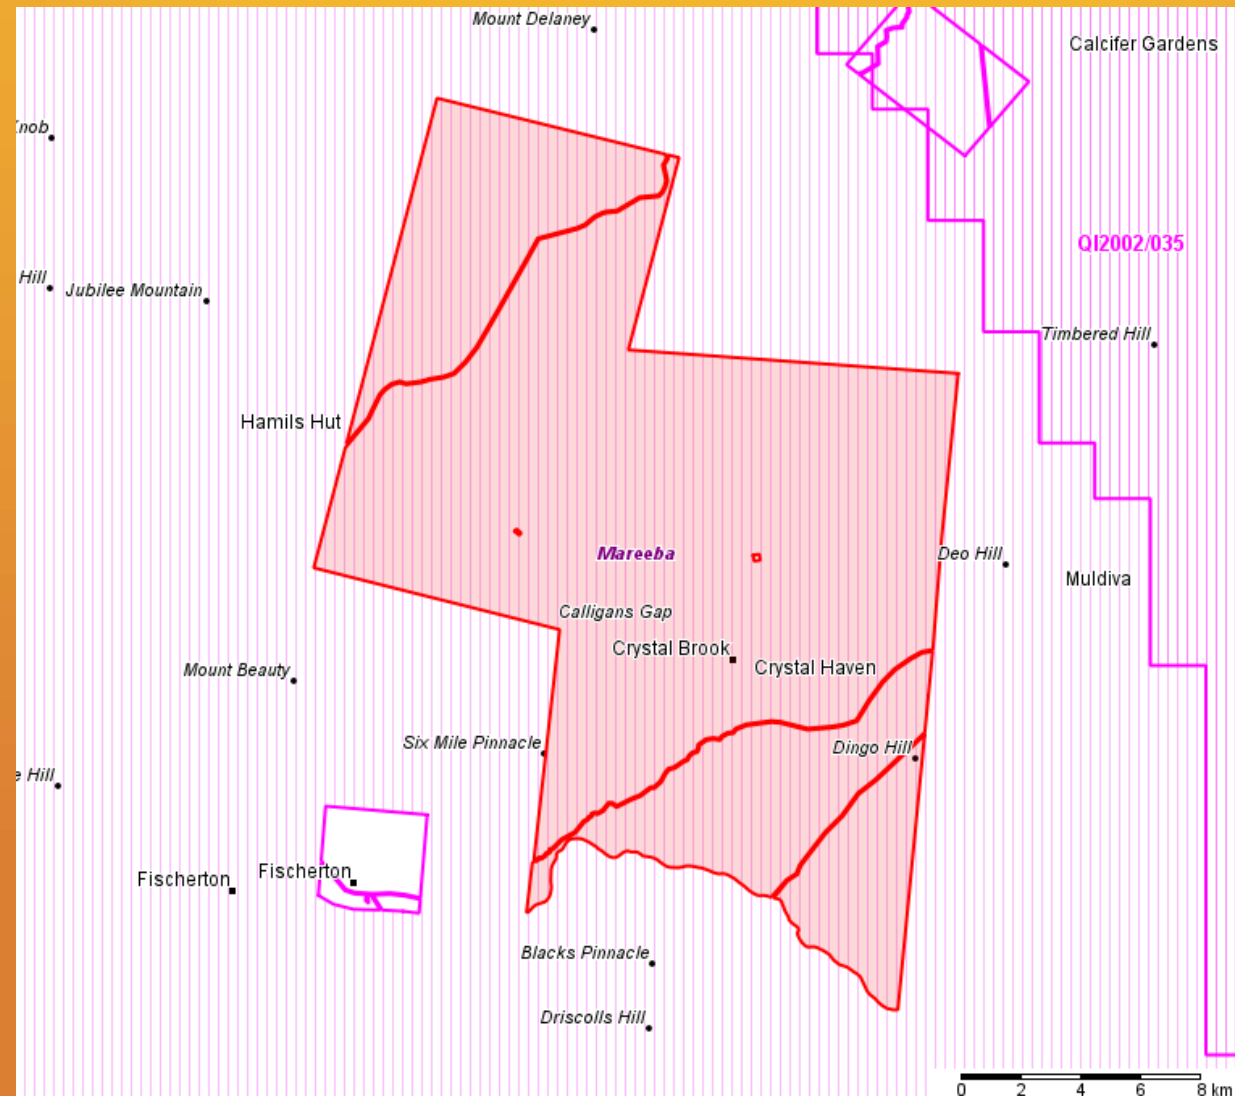 Mount Delaney
Calcifer Gardens
QI2002/035
Hill
Jubilee Mountain
Timbered Hill
Hamils Hut
Mareeba
Deo Hill
Muldiva
Calligans Gap
Crystal Brook
Crystal Haven
Mount Beauty
Six Mile Pinnacle
Dingo Hill
Hill
Fischerton
Fischerton
Blacks Pinnacle
Driscolls Hill
0 2 4 6 8 km